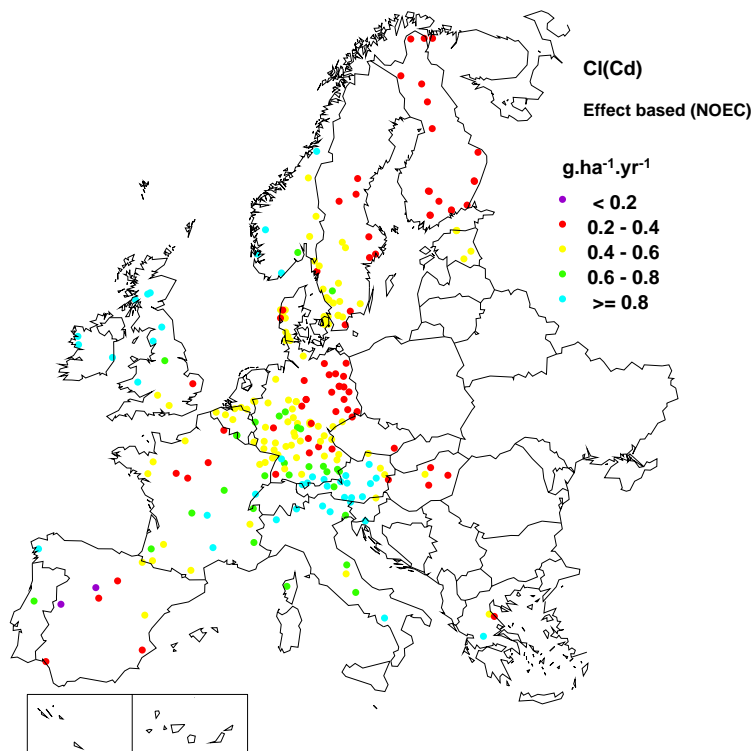 Cl(Cd)
Effect based (NOEC)
g.ha⁻¹.yr⁻¹
< 0.2
0.2 - 0.4
0.4 - 0.6
0.6 - 0.8
>= 0.8